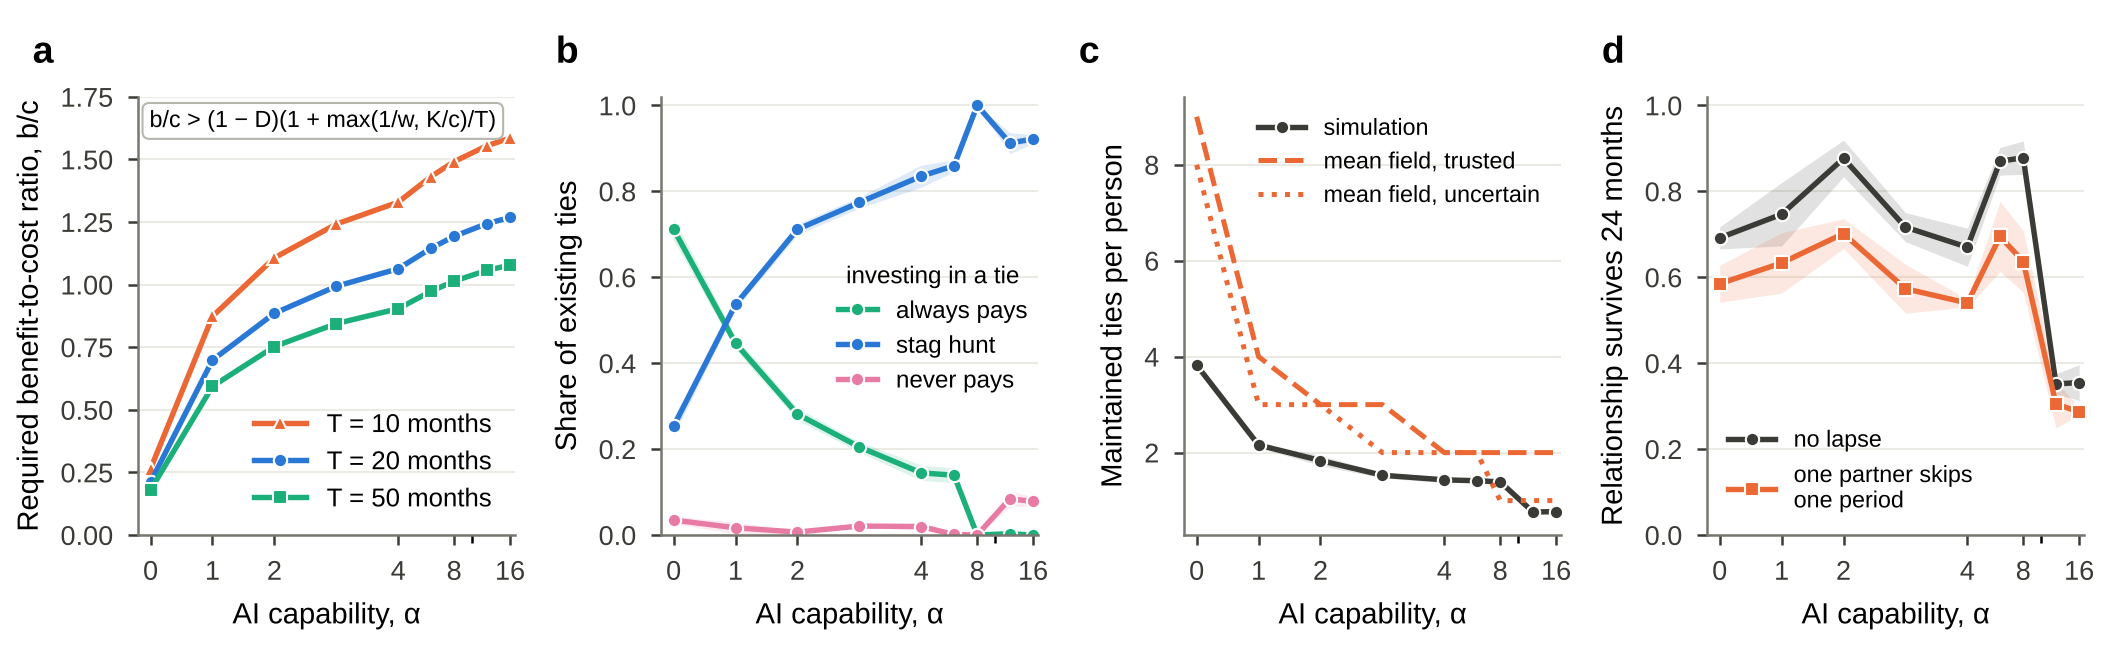 a
Required benefit-to-cost ratio, b/c
1.75
1.50
1.25
1.00
0.75
0.50
0.25
0.00
b/c > (1 − D)(1 + max(1/w, K/c)/T)
T = 10 months
T = 20 months
T = 50 months
0 1 2 4 8 16
AI capability, α
b
Share of existing ties
1.0
0.8
0.6
0.4
0.2
0.0
investing in a tie
always pays
stag hunt
never pays
0 1 2 4 8 16
AI capability, α
c
Maintained ties per person
8
6
4
2
simulation
mean field, trusted
mean field, uncertain
0 1 2 4 8 16
AI capability, α
d
Relationship survives 24 months
1.0
0.8
0.6
0.4
0.2
0.0
no lapse
one partner skips
one period
0 1 2 4 8 16
AI capability, α